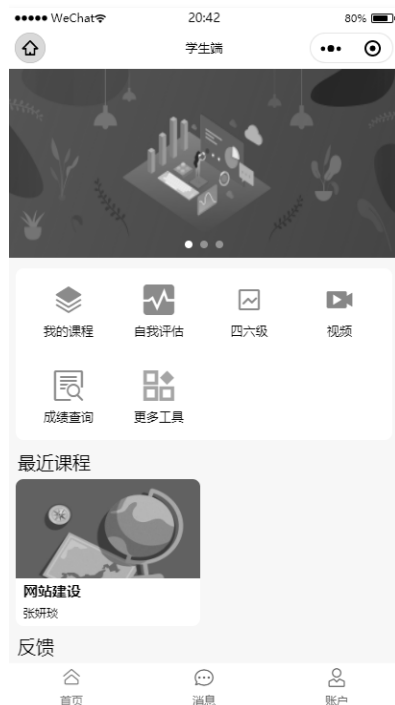 WeChat 20:42 80%
学生端
我的课程 自我评估 四六级 视频
成绩查询 更多工具
最近课程
网站建设
张妍琰
反馈
首页 消息 账户